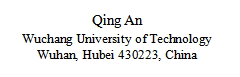 Qing An
Wuchang University of Technology
Wuhan, Hubei 430223, China